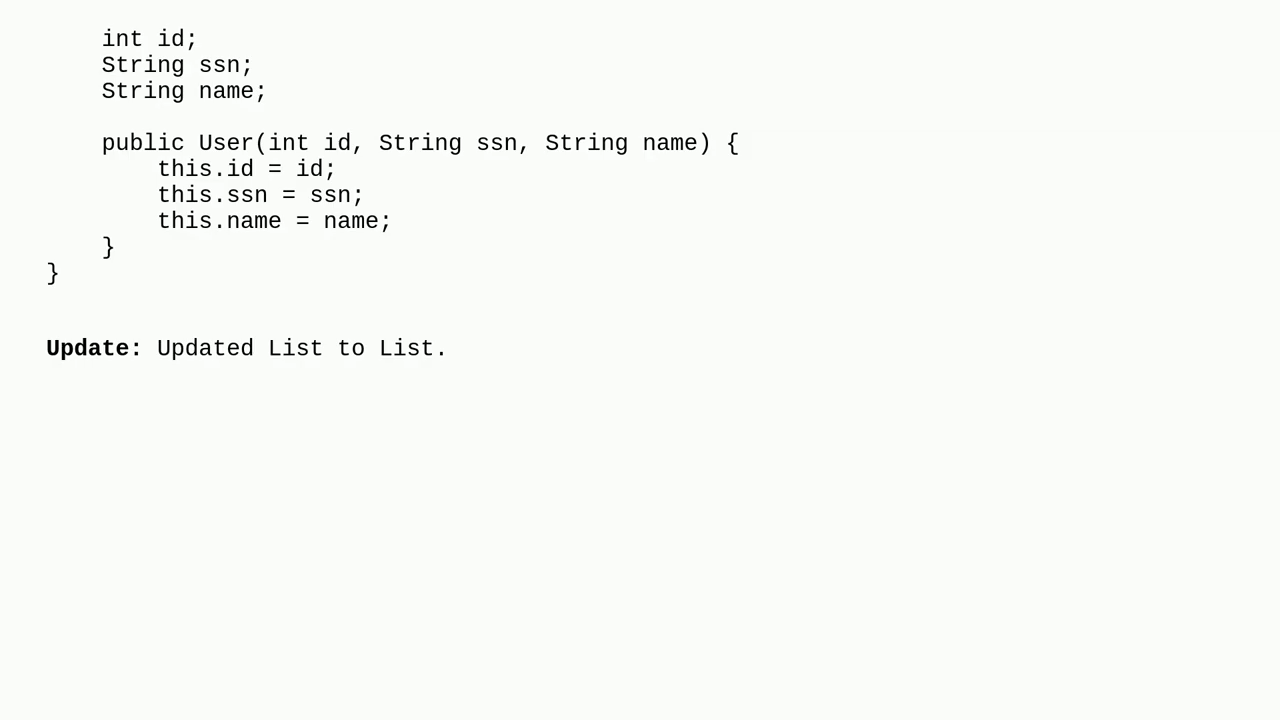 int id;
    String ssn;
    String name;

    public User(int id, String ssn, String name) {
        this.id = id;
        this.ssn = ssn;
        this.name = name;
    }
}

Update: Updated List to List.